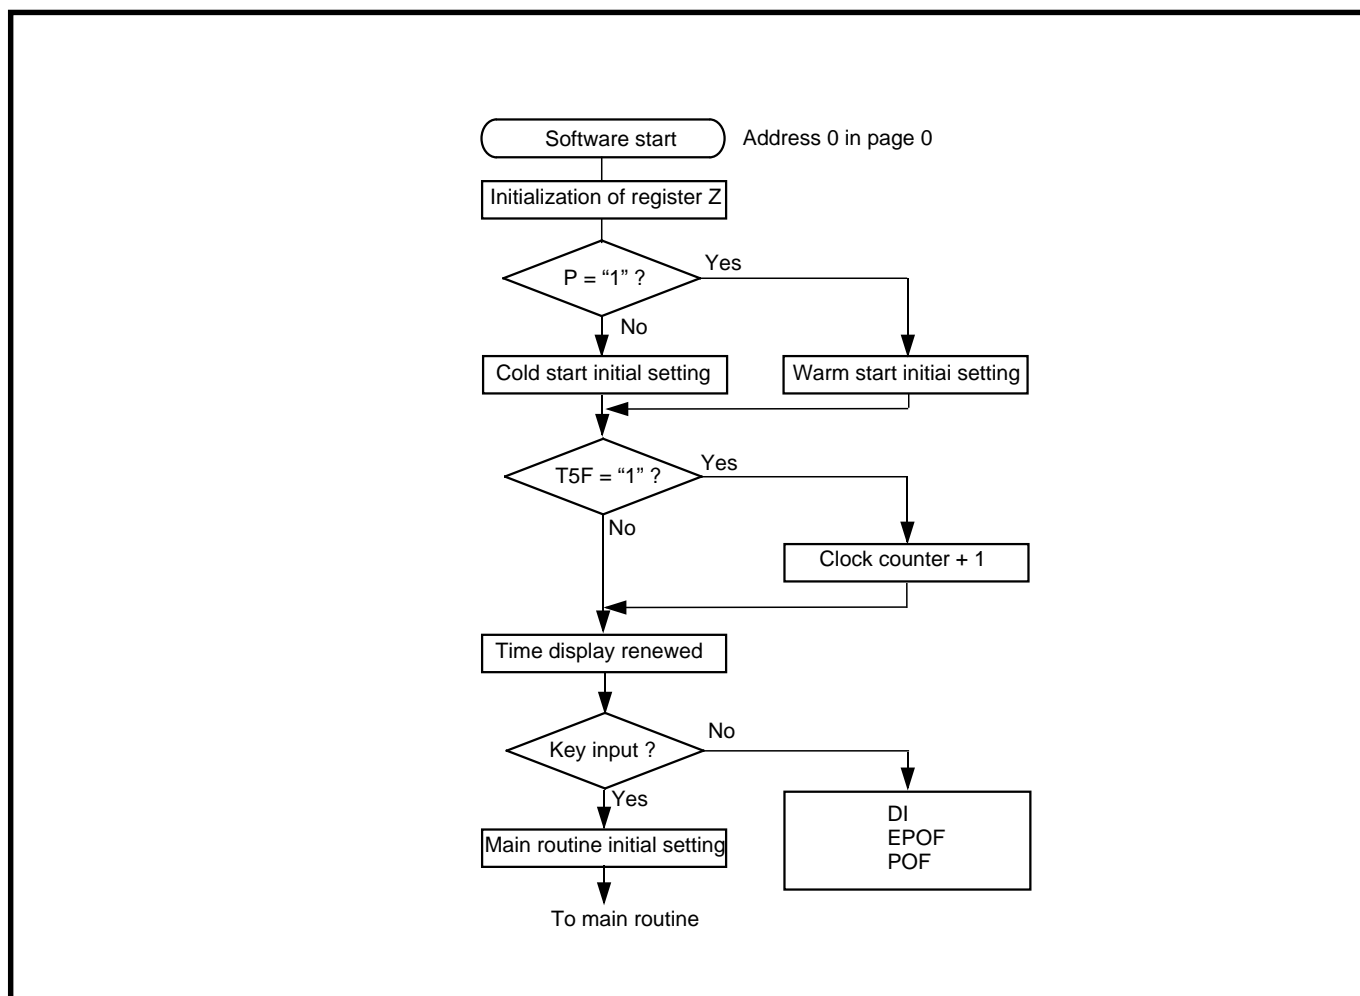 Software start
Address 0 in page 0
Initialization of register Z
P = “1” ?
Yes
No
Cold start initial setting
Warm start initiai setting
T5F = “1” ?
Yes
No
Clock counter + 1
Time display renewed
Key input ?
No
Yes
DI
EPOF
POF
Main routine initial setting
To main routine